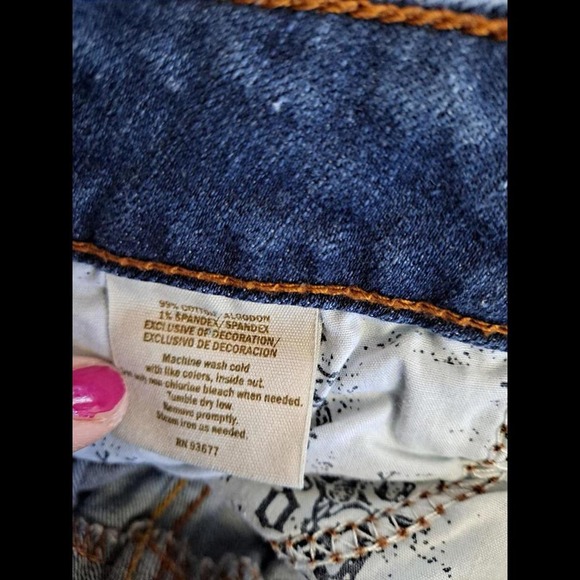 99% COTTON/ALGODON
1% SPANDEX/SPANDEX
EXCLUSIVE OF DECORATION/
EXCLUSIVO DE DECORACION
Machine wash cold
with like colors, inside out.
non-chlorine bleach when needed.
Tumble dry low.
Remove promptly.
Steam iron as needed.
RN 93677